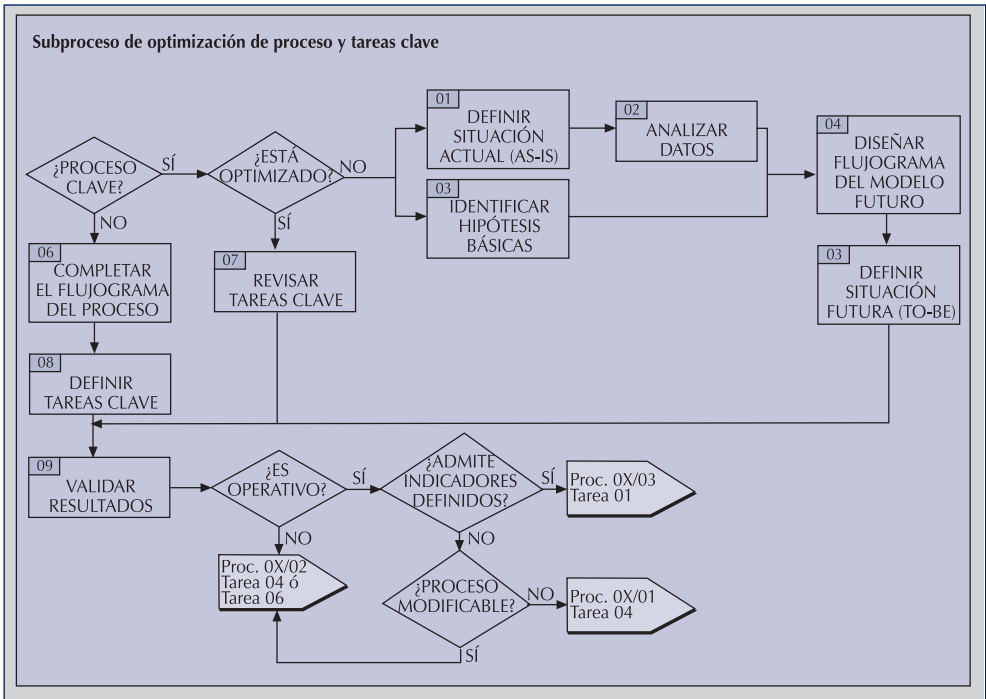 Subproceso de optimización de proceso y tareas clave
¿PROCESO
CLAVE?
SÍ
NO
¿ESTÁ
OPTIMIZADO?
NO
SÍ
01
DEFINIR
SITUACIÓN
ACTUAL (AS-IS)
02
ANALIZAR
DATOS
03
IDENTIFICAR
HIPÓTESIS
BÁSICAS
04
DISEÑAR
FLUJOGRAMA
DEL MODELO
FUTURO
03
DEFINIR
SITUACIÓN
FUTURA (TO-BE)
06
COMPLETAR
EL FLUJOGRAMA
DEL PROCESO
07
REVISAR
TAREAS CLAVE
08
DEFINIR
TAREAS CLAVE
09
VALIDAR
RESULTADOS
¿ES
OPERATIVO?
SÍ
NO
¿ADMITE
INDICADORES
DEFINIDOS?
SÍ
NO
Proc. 0X/03
Tarea 01
Proc. 0X/02
Tarea 04 ó
Tarea 06
¿PROCESO
MODIFICABLE?
NO
SÍ
Proc. 0X/01
Tarea 04